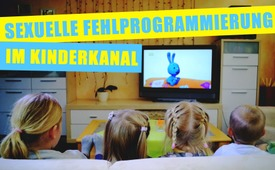 SEXUELLE FEHLPROGRAMMIERUNG
IM KINDERKANAL